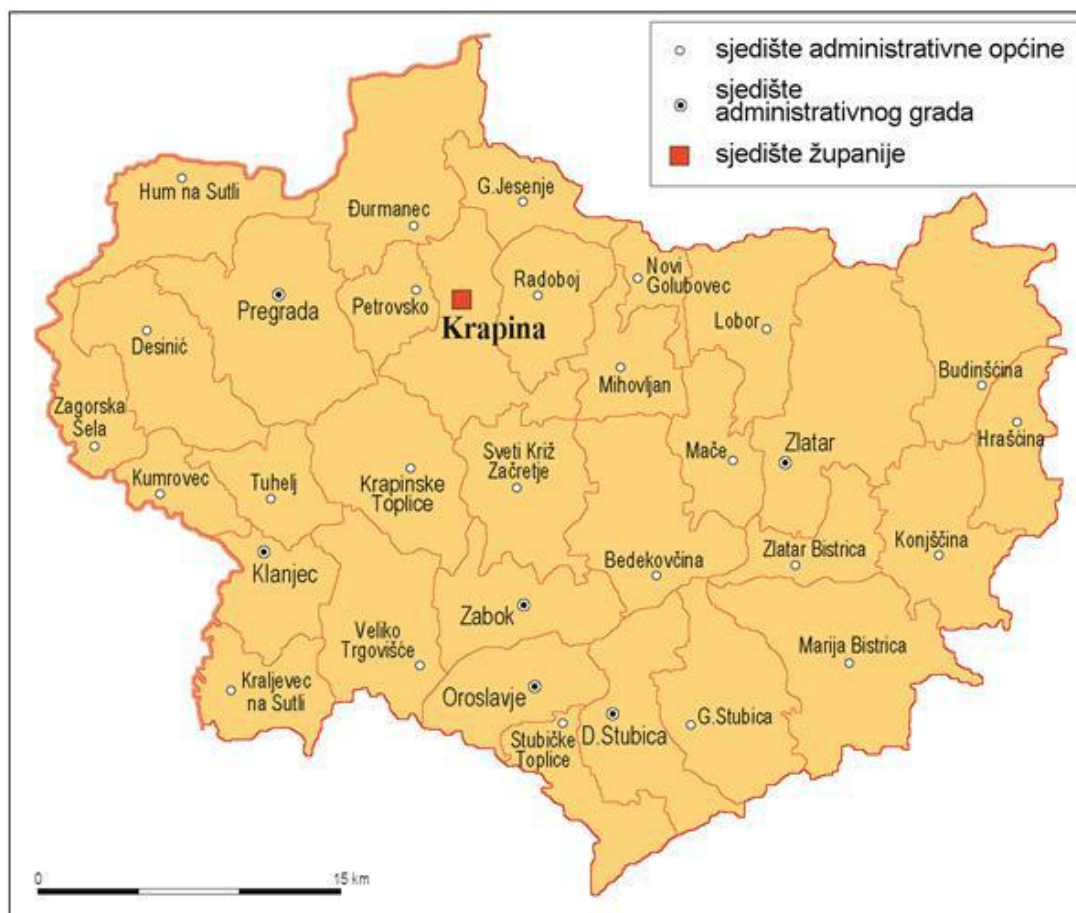 sjedište administrativne općine
sjedište
administrativnog grada
sjedište županije
Hum na Sutli
G.Jesenje
Đurmanec
Novi
Golubovec
Radoboj
Petrovsko
Pregrada
Krapina
Lobor
Desinić
Mihovljan
Budinšćina
Zagorska
Šela
Hrašćina
Zlatar
Mače
Sveti Križ
Začretje
Kumrovec
Tuhelj
Krapinske
Toplice
Konjščina
Zlatar Bistrica
Bedekovčina
Klanjec
Zabok
Veliko
Trgovišće
Marija Bistrica
Kraljevec
na Sutli
Oroslavje
Stubičke
Toplice
D.Stubica
G.Stubica
0
15 km